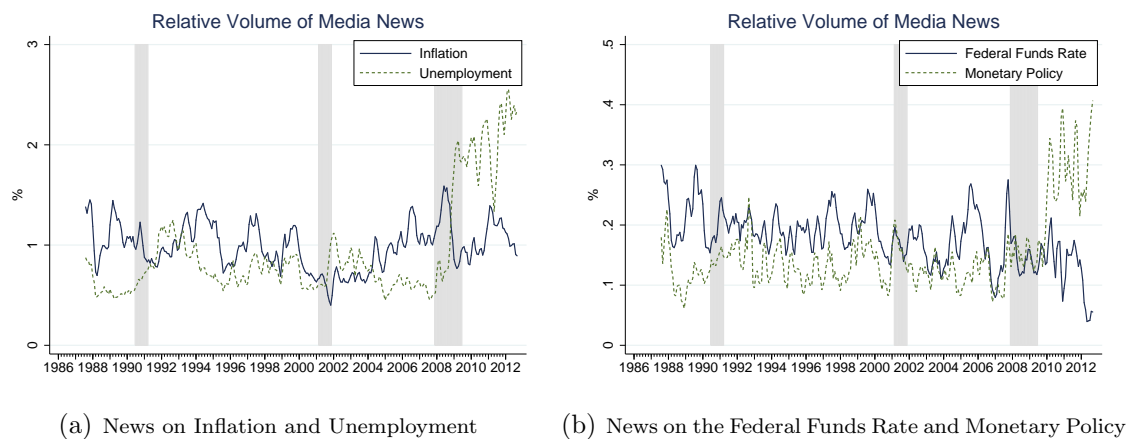 Relative Volume of Media News
Inflation
Unemployment
3
2
1
0
%
1986 1988 1990 1992 1994 1996 1998 2000 2002 2004 2006 2008 2010 2012
(a) News on Inflation and Unemployment
Relative Volume of Media News
Federal Funds Rate
Monetary Policy
.5
.4
.3
.2
.1
0
%
1986 1988 1990 1992 1994 1996 1998 2000 2002 2004 2006 2008 2010 2012
(b) News on the Federal Funds Rate and Monetary Policy